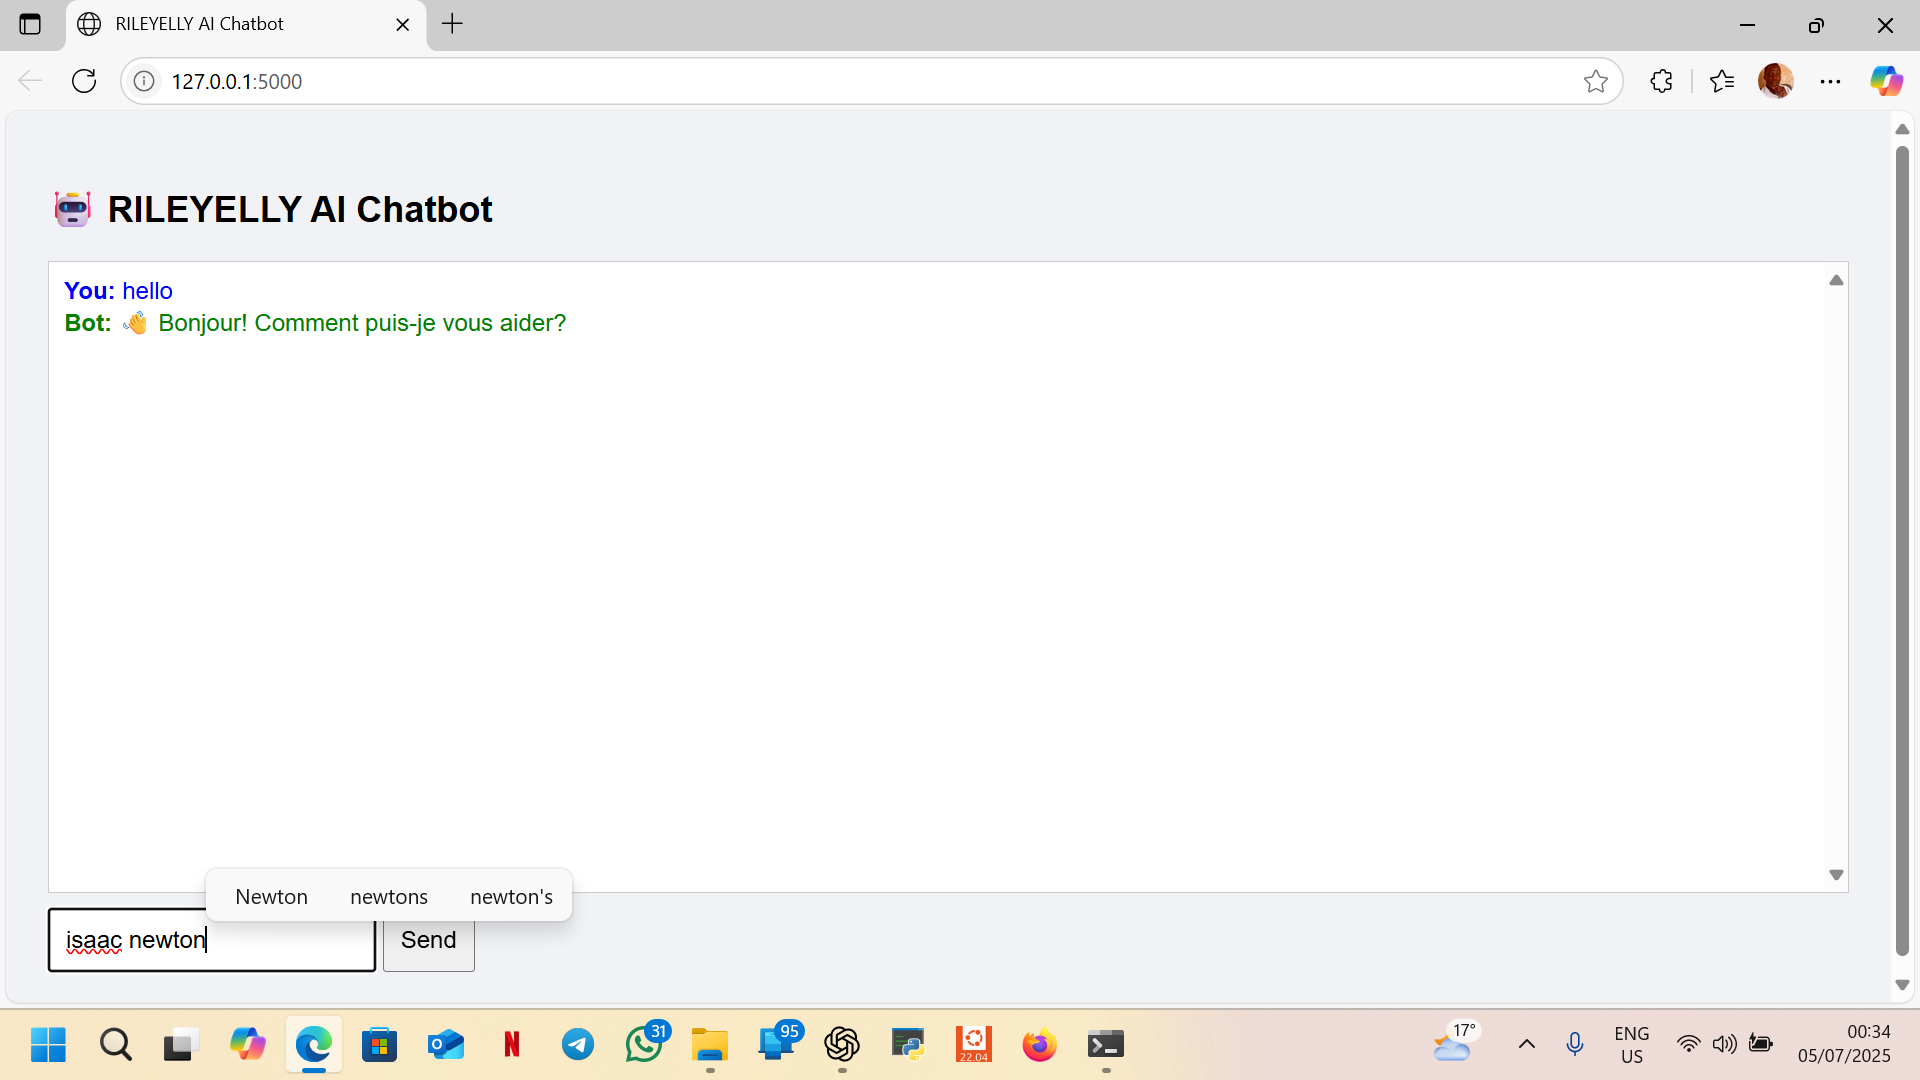 RILEYELLY AI Chatbot
127.0.0.1:5000
RILEYELLY AI Chatbot
You: hello
Bot: 👋 Bonjour! Comment puis-je vous aider?
Newton newtons newton's
isaac newton
Send
31
95
22.04
17°
ENG
US
00:34
05/07/2025